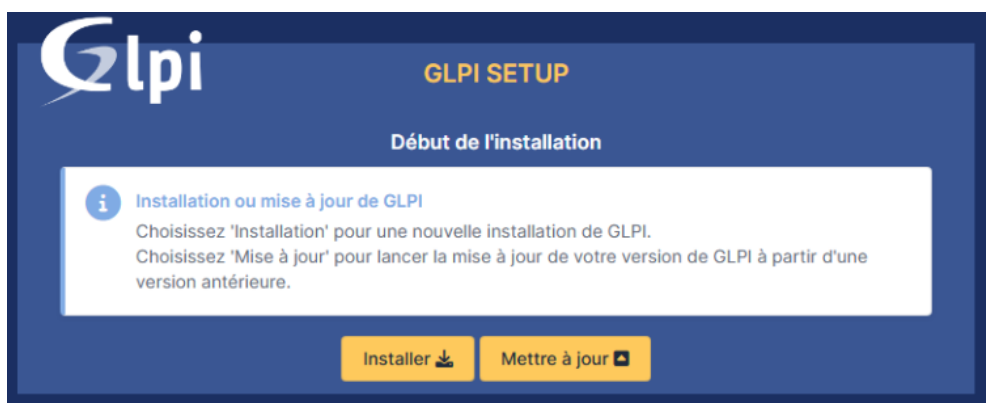 Glpi
GLPI SETUP
Début de l'installation
Installation ou mise à jour de GLPI
Choisissez 'Installation' pour une nouvelle installation de GLPI.
Choisissez 'Mise à jour' pour lancer la mise à jour de votre version de GLPI à partir d'une
version antérieure.
Installer
Mettre à jour